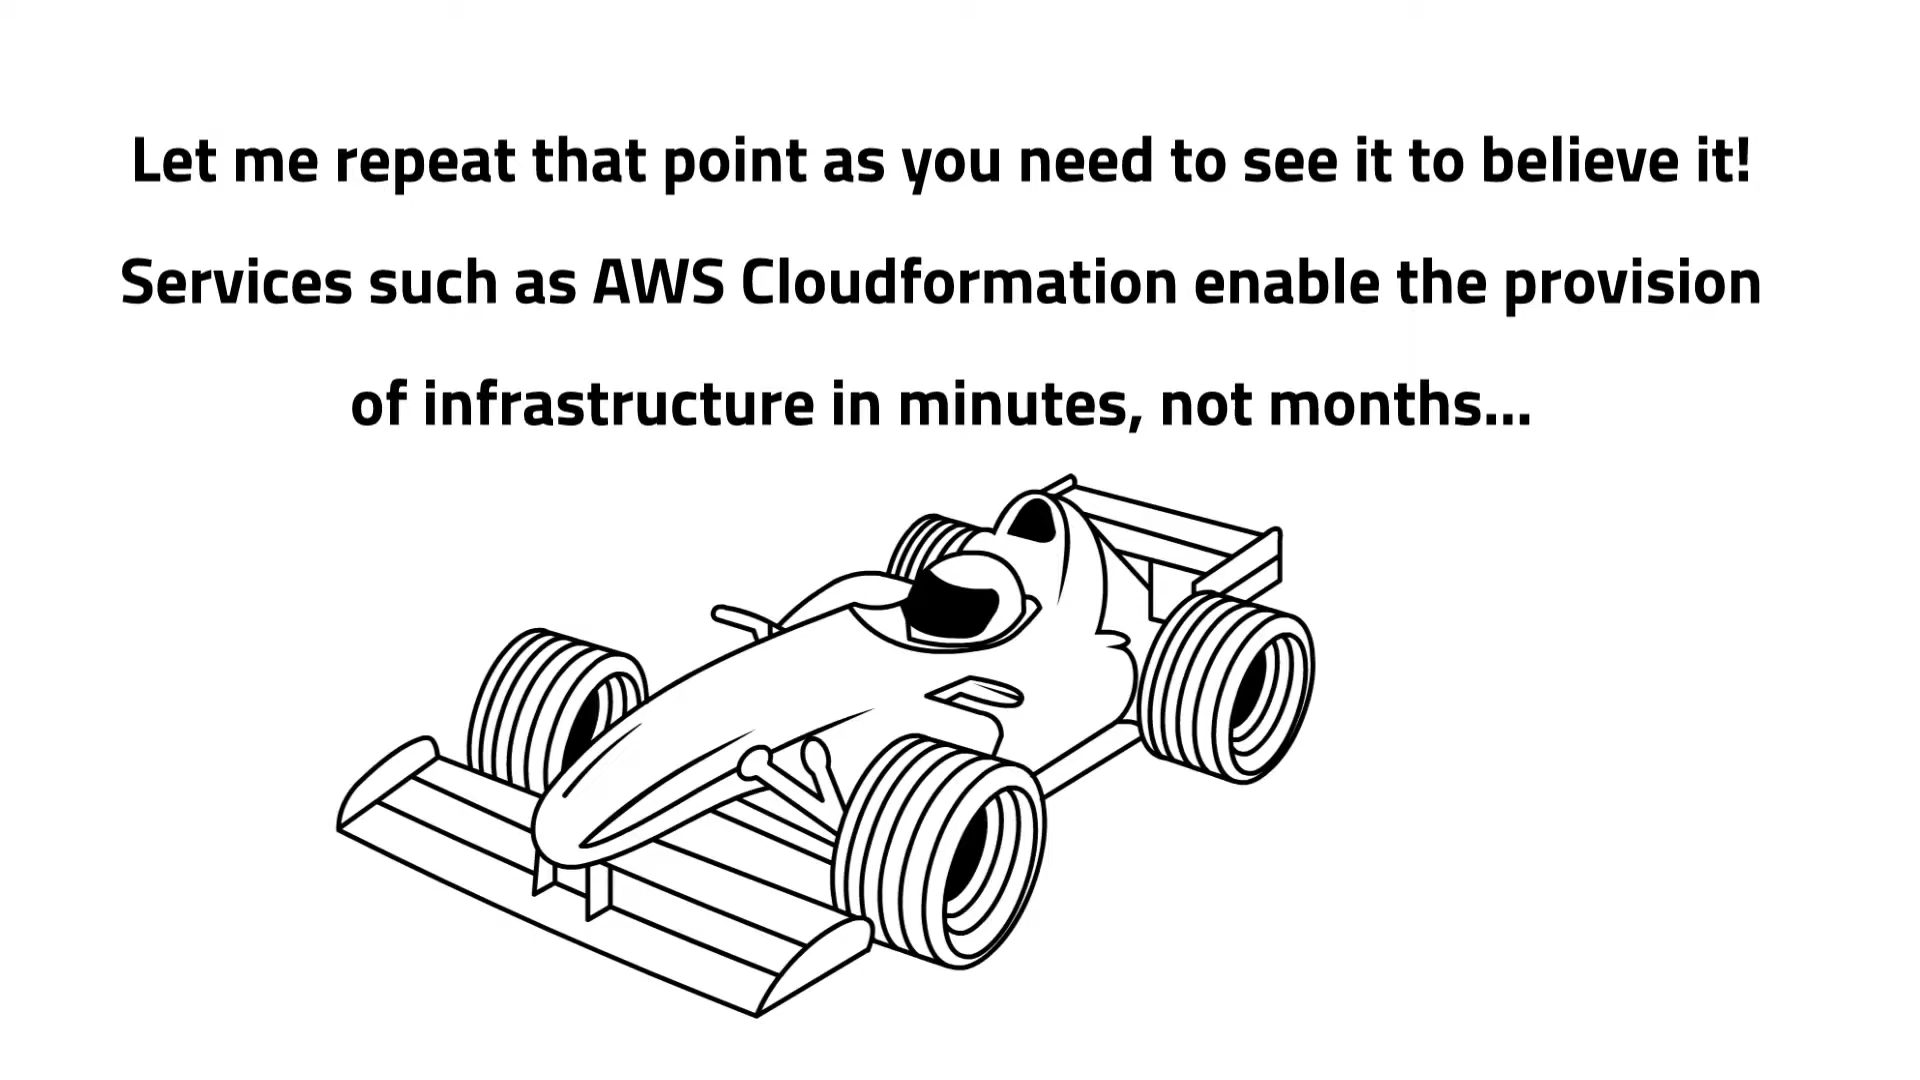 Let me repeat that point as you need to see it to believe it!
Services such as AWS Cloudformation enable the provision
of infrastructure in minutes, not months...